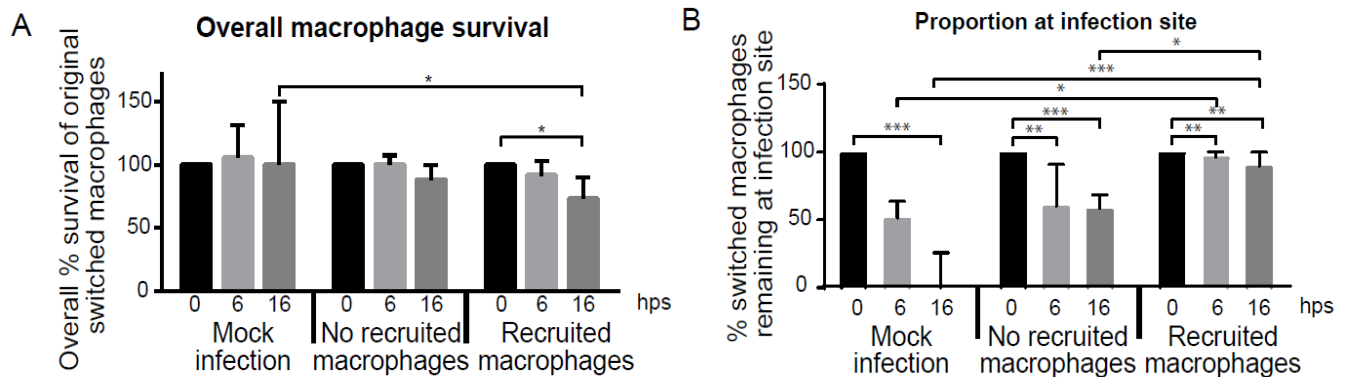 A
Overall macrophage survival
Overall % survival of original
switched macrophages
150
100
50
0
*
*
0 6 16 0 6 16 0 6 16 hps
Mock
infection
No recruited
macrophages
Recruited
macrophages
B
Proportion at infection site
% switched macrophages
remaining at infection site
150
100
50
0
*
***
*
*** ** *** ** **
0 6 16 0 6 16 0 6 16 hps
Mock
infection
No recruited
macrophages
Recruited
macrophages